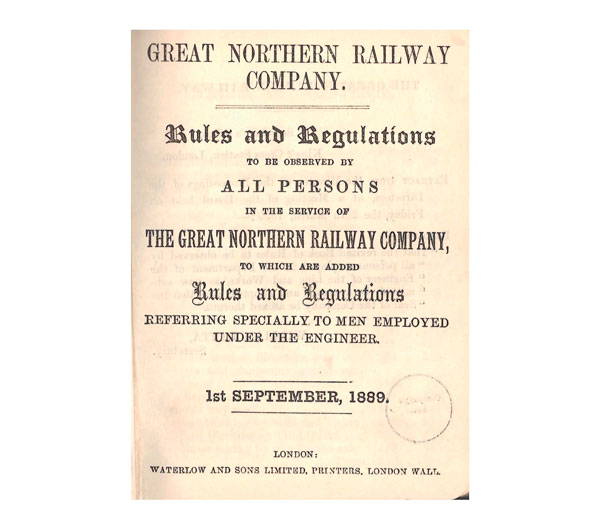 GREAT NORTHERN RAILWAY
COMPANY.
Rules and Regulations
TO BE OBSERVED BY
ALL PERSONS
IN THE SERVICE OF
THE GREAT NORTHERN RAILWAY COMPANY,
TO WHICH ARE ADDED
Rules and Regulations
REFERRING SPECIALLY TO MEN EMPLOYED
UNDER THE ENGINEER.
1st SEPTEMBER, 1889.
LONDON:
WATERLOW AND SONS LIMITED, PRINTERS, LONDON WALL.